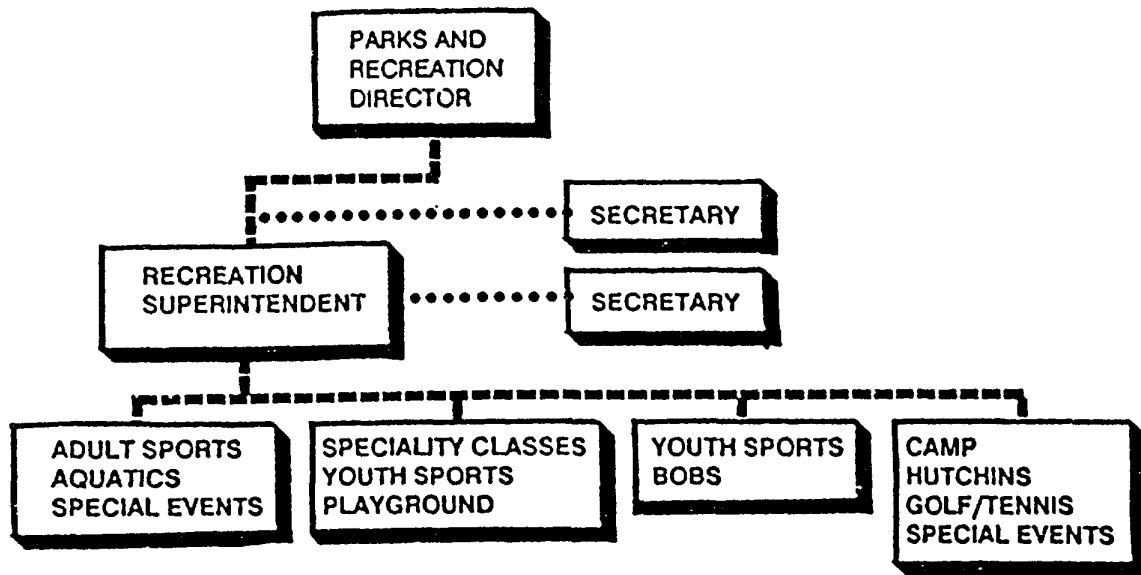 PARKS AND
RECREATION
DIRECTOR
SECRETARY
RECREATION
SUPERINTENDENT
SECRETARY
ADULT SPORTS
AQUATICS
SPECIAL EVENTS
SPECIALITY CLASSES
YOUTH SPORTS
PLAYGROUND
YOUTH SPORTS
BOBS
CAMP
HUTCHINS
GOLF/TENNIS
SPECIAL EVENTS